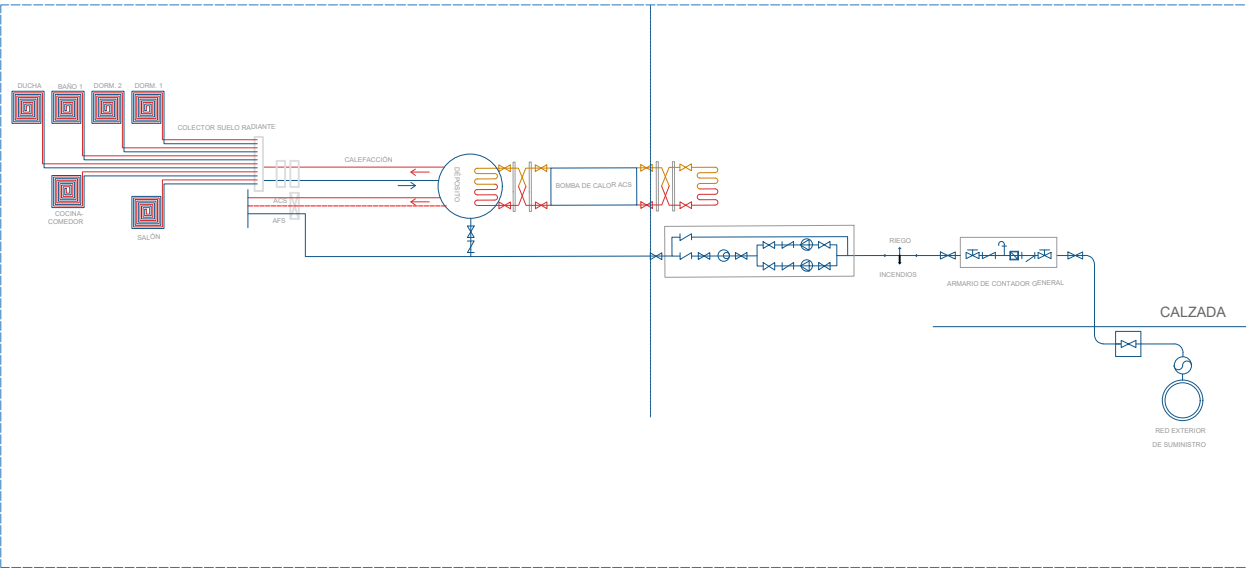 DUCHA
BAÑO 1
DORM. 2
DORM. 1
COLECTOR SUELO RADIANTE
CALEFACCIÓN
DEPÓSITO
BOMBA DE CALOR ACS
COCINA-
COMEDOR
SALÓN
ACS
AFS
RIEGO
INCENDIOS
ARMARIO DE CONTADOR GENERAL
CALZADA
RED EXTERIOR
DE SUMINISTRO